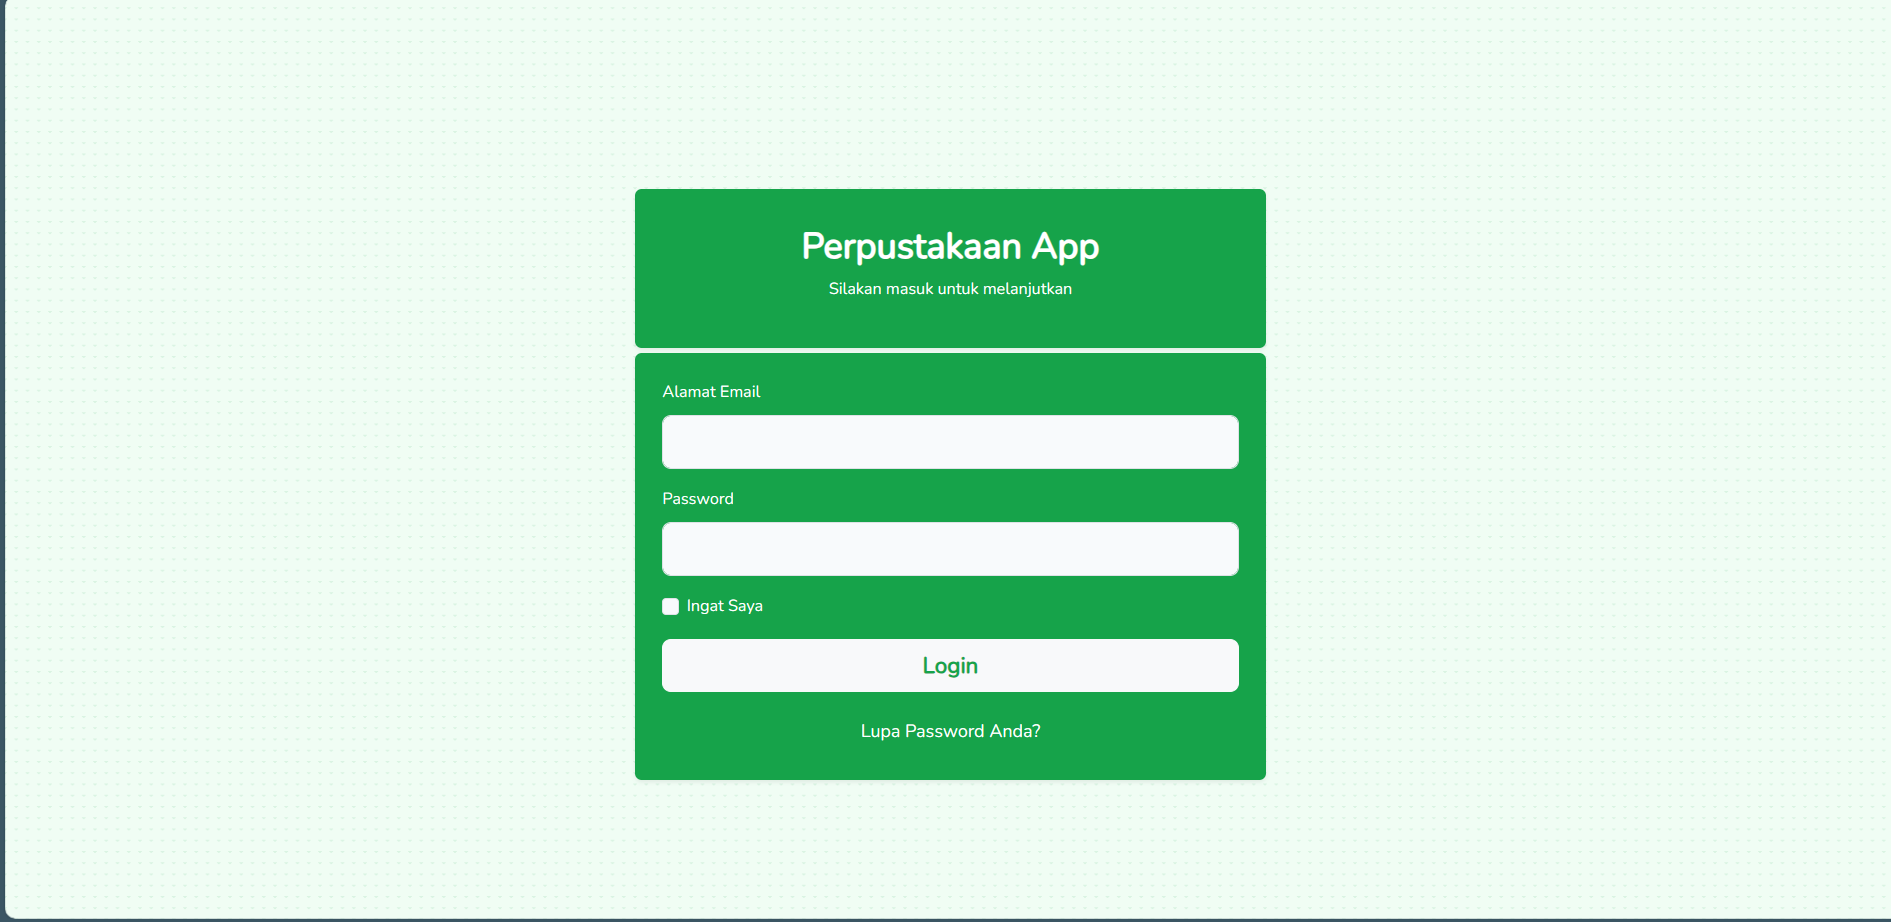 Perpustakaan App
Silakan masuk untuk melanjutkan
Alamat Email
Password
Ingat Saya
Login
Lupa Password Anda?